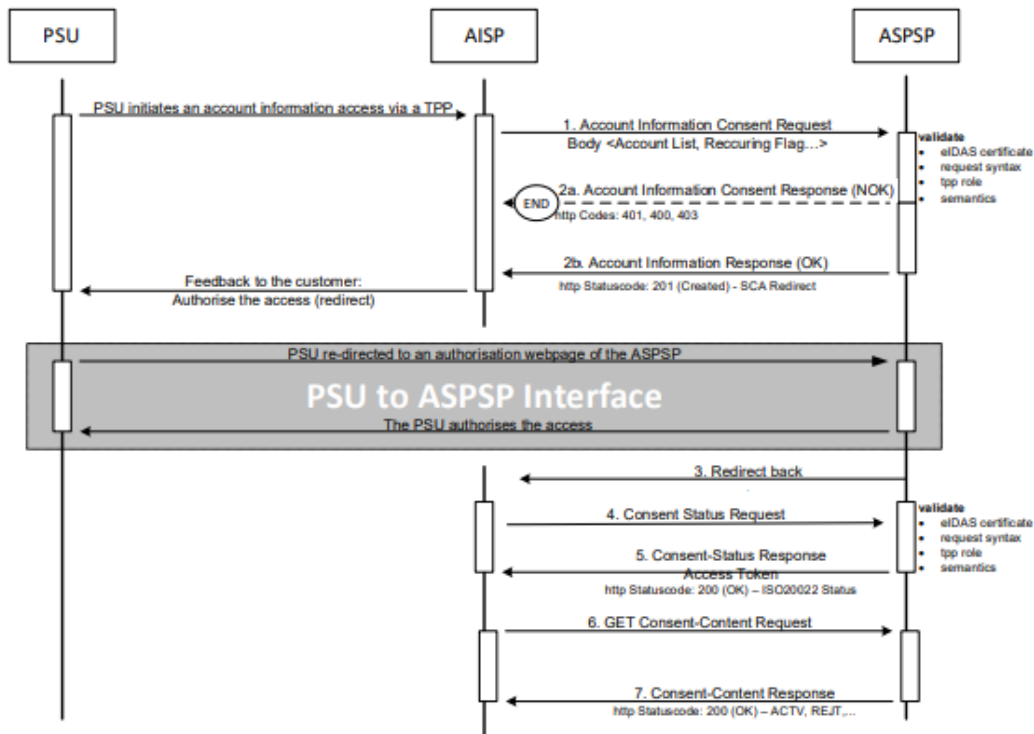 PSU
AISP
ASPSP
PSU initiates an account information access via a TPP
1. Account Information Consent Request
Body <Account List, Reccuring Flag...>
validate
• eIDAS certificate
• request syntax
• tpp role
• semantics
2a. Account Information Consent Response (NOK)
END
http Codes: 401, 400, 403
2b. Account Information Response (OK)
http Statuscode: 201 (Created) - SCA Redirect
Feedback to the customer:
Authorise the access (redirect)
PSU re-directed to an authorisation webpage of the ASPSP
PSU to ASPSP Interface
The PSU authorises the access
3. Redirect back
4. Consent Status Request
validate
• eIDAS certificate
• request syntax
• tpp role
• semantics
5. Consent-Status Response
Access Token
http Statuscode: 200 (OK) – ISO20022 Status
6. GET Consent-Content Request
7. Consent-Content Response
http Statuscode: 200 (OK) – ACTV, REJT,...